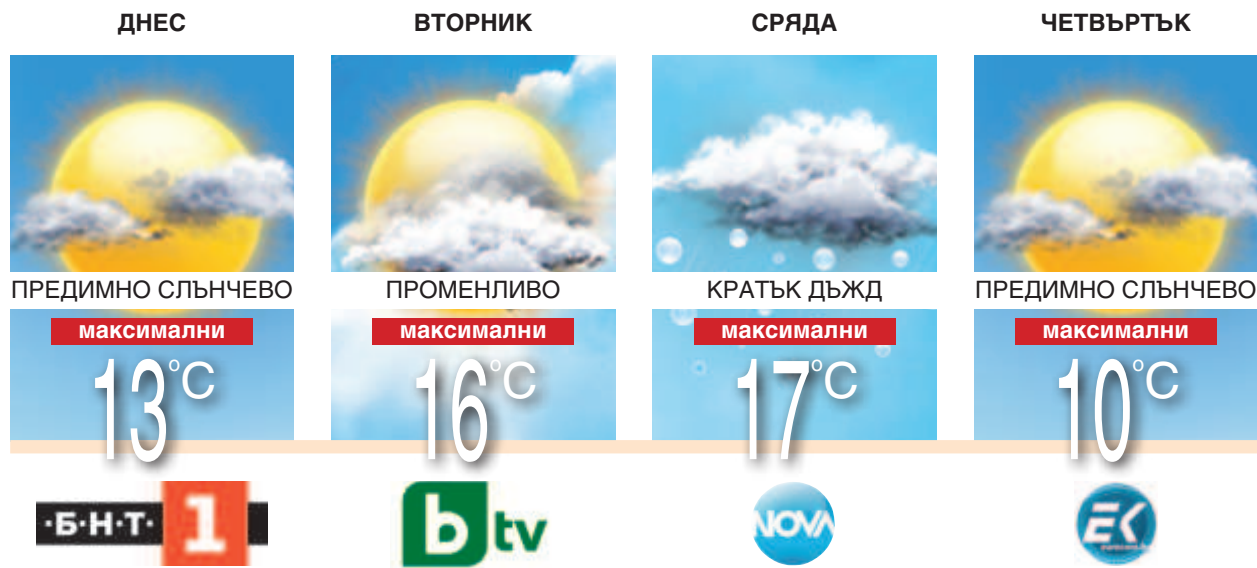 ДНЕС ВТОРНИК СРЯДА ЧЕТВЪРТЪК
ПРЕДИМНО СЛЪНЧЕВО ПРОМЕНЛИВО КРАТЪК ДЪЖД ПРЕДИМНО СЛЪНЧЕВО
максимални максимални максимални максимални
13°C 16°C 17°C 10°C
·Б·Н·Т· 1 btv NOVA EK